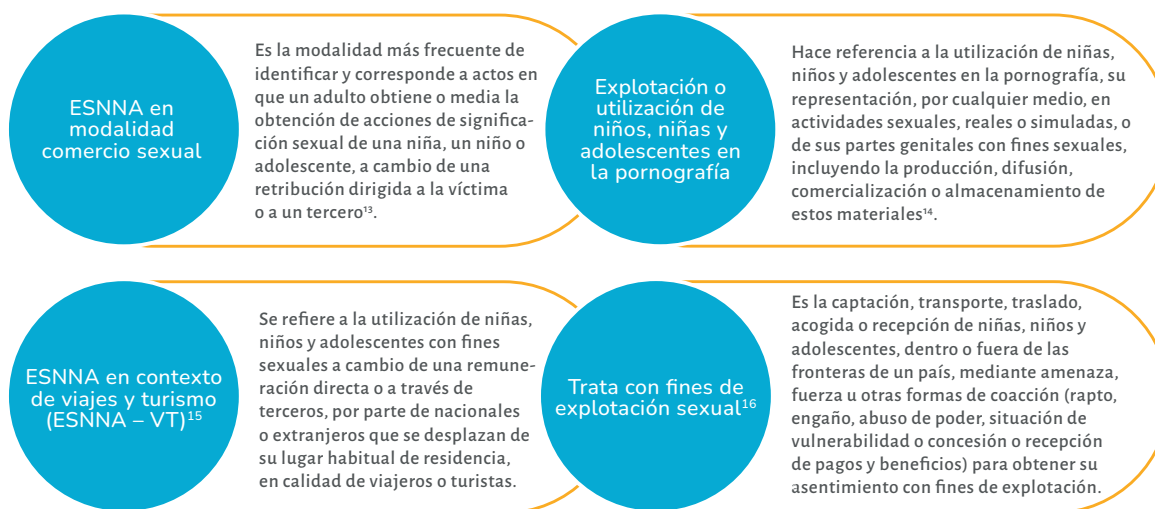 ESNNA en
modalidad
comercio sexual
Es la modalidad más frecuente de
identificar y corresponde a actos en
que un adulto obtiene o media la
obtención de acciones de significa-
ción sexual de una niña, un niño o
adolescente, a cambio de una
retribución dirigida a la víctima
o a un tercero¹³.
Explotación o
utilización de
niños, niñas y
adolescentes en
la pornografía
Hace referencia a la utilización de niñas,
niños y adolescentes en la pornografía, su
representación, por cualquier medio, en
actividades sexuales, reales o simuladas, o
de sus partes genitales con fines sexuales,
incluyendo la producción, difusión,
comercialización o almacenamiento de
estos materiales¹⁴.
ESNNA en contexto
de viajes y turismo
(ESNNA – VT)¹⁵
Se refiere a la utilización de niñas,
niños y adolescentes con fines
sexuales a cambio de una remune-
ración directa o a través de
terceros, por parte de nacionales
o extranjeros que se desplazan de
su lugar habitual de residencia,
en calidad de viajeros o turistas.
Trata con fines de
explotación sexual¹⁶
Es la captación, transporte, traslado,
acogida o recepción de niñas, niños y
adolescentes, dentro o fuera de las
fronteras de un país, mediante amenaza,
fuerza u otras formas de coacción (rapto,
engaño, abuso de poder, situación de
vulnerabilidad o concesión o recepción
de pagos y beneficios) para obtener su
asentimiento con fines de explotación.